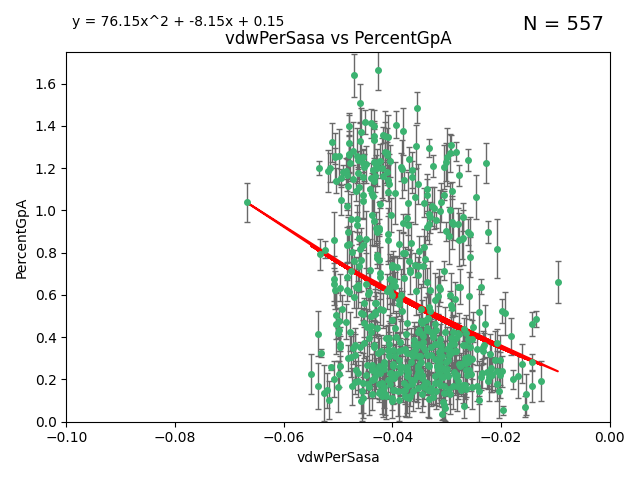 y = 76.15x^2 + -8.15x + 0.15
N = 557
vdwPerSasa vs PercentGpA
1.6
1.4
1.2
1.0
0.8
0.6
0.4
0.2
0.0
PercentGpA
−0.10 −0.08 −0.06 −0.04 −0.02 0.00
vdwPerSasa